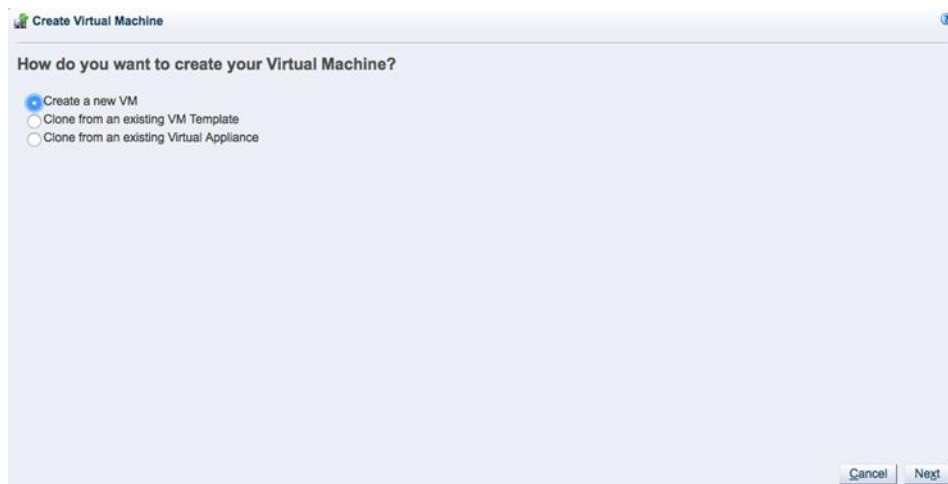 Create Virtual Machine
How do you want to create your Virtual Machine?
Create a new VM
Clone from an existing VM Template
Clone from an existing Virtual Appliance
Cancel
Next